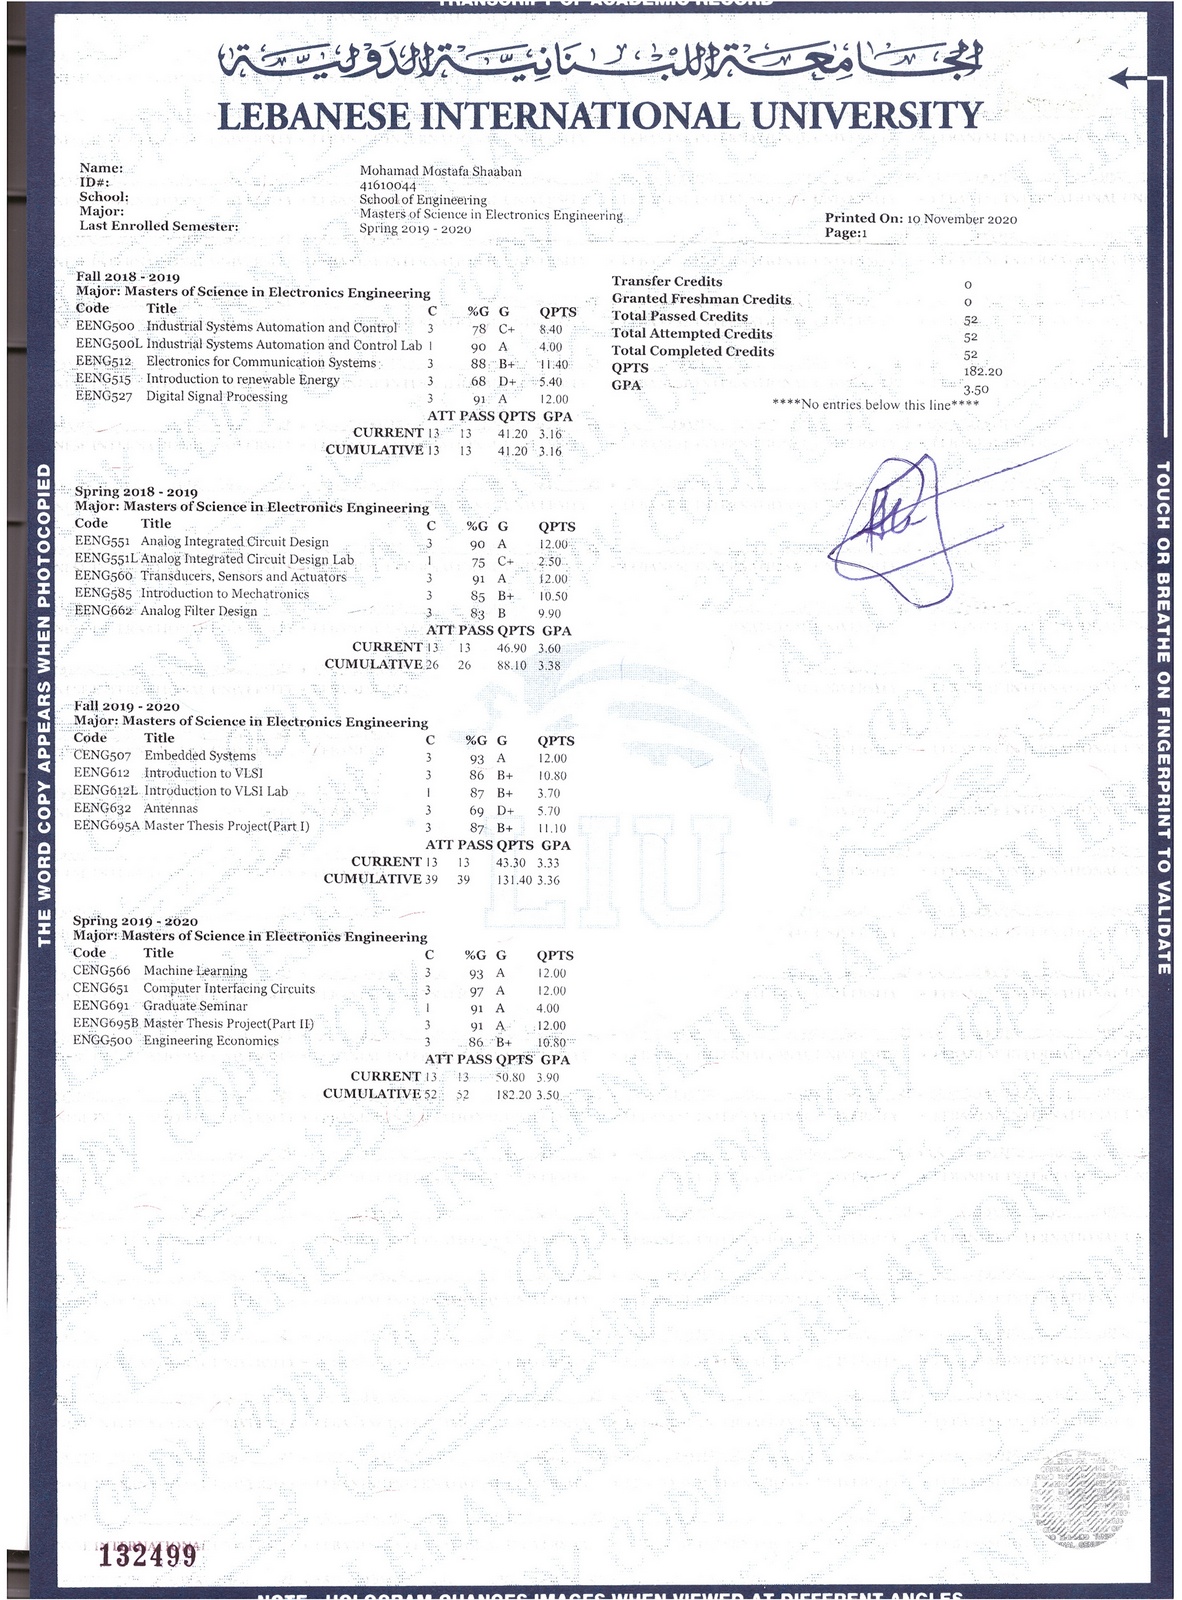 TRANSCRIPT OF ACADEMIC RECORD
الجامعة اللبنانية الدولية
LEBANESE INTERNATIONAL UNIVERSITY
Name: Mohamad Mostafa Shaaban
ID#: 41610044
School: School of Engineering
Major: Masters of Science in Electronics Engineering
Last Enrolled Semester: Spring 2019 - 2020
Printed On: 10 November 2020
Page:1
Fall 2018 - 2019
Major: Masters of Science in Electronics Engineering
Code Title C %G G QPTS
EENG500 Industrial Systems Automation and Control 3 78 C+ 8.40
EENG500L Industrial Systems Automation and Control Lab 1 90 A 4.00
EENG512 Electronics for Communication Systems 3 88 B+ 11.40
EENG515 Introduction to renewable Energy 3 68 D+ 5.40
EENG527 Digital Signal Processing 3 91 A 12.00
ATT PASS QPTS GPA
CURRENT 13 13 41.20 3.16
CUMULATIVE 13 13 41.20 3.16
Transfer Credits 0
Granted Freshman Credits 0
Total Passed Credits 52
Total Attempted Credits 52
Total Completed Credits 52
QPTS 182.20
GPA 3.50
****No entries below this line****
Spring 2018 - 2019
Major: Masters of Science in Electronics Engineering
Code Title C %G G QPTS
EENG551 Analog Integrated Circuit Design 3 90 A 12.00
EENG551L Analog Integrated Circuit Design Lab 1 75 C+ 2.50
EENG560 Transducers, Sensors and Actuators 3 91 A 12.00
EENG585 Introduction to Mechatronics 3 85 B+ 10.50
EENG662 Analog Filter Design 3 83 B 9.90
ATT PASS QPTS GPA
CURRENT 13 13 46.90 3.60
CUMULATIVE 26 26 88.10 3.38
Fall 2019 - 2020
Major: Masters of Science in Electronics Engineering
Code Title C %G G QPTS
CENG507 Embedded Systems 3 93 A 12.00
EENG612 Introduction to VLSI 3 86 B+ 10.80
EENG612L Introduction to VLSI Lab 1 87 B+ 3.70
EENG632 Antennas 3 69 D+ 5.70
EENG695A Master Thesis Project(Part I) 3 87 B+ 11.10
ATT PASS QPTS GPA
CURRENT 13 13 43.30 3.33
CUMULATIVE 39 39 131.40 3.36
LIU
Spring 2019 - 2020
Major: Masters of Science in Electronics Engineering
Code Title C %G G QPTS
CENG566 Machine Learning 3 93 A 12.00
CENG651 Computer Interfacing Circuits 3 97 A 12.00
EENG691 Graduate Seminar 1 91 A 4.00
EENG695B Master Thesis Project(Part II) 3 91 A 12.00
ENGG500 Engineering Economics 3 86 B+ 10.80
ATT PASS QPTS GPA
CURRENT 13 13 50.80 3.90
CUMULATIVE 52 52 182.20 3.50
THE WORD COPY APPEARS WHEN PHOTOCOPIED
TOUCH OR BREATHE ON FINGERPRINT TO VALIDATE
132499
NOTE: HOLOGRAM CHANGES IMAGES WHEN VIEWED AT DIFFERENT ANGLES